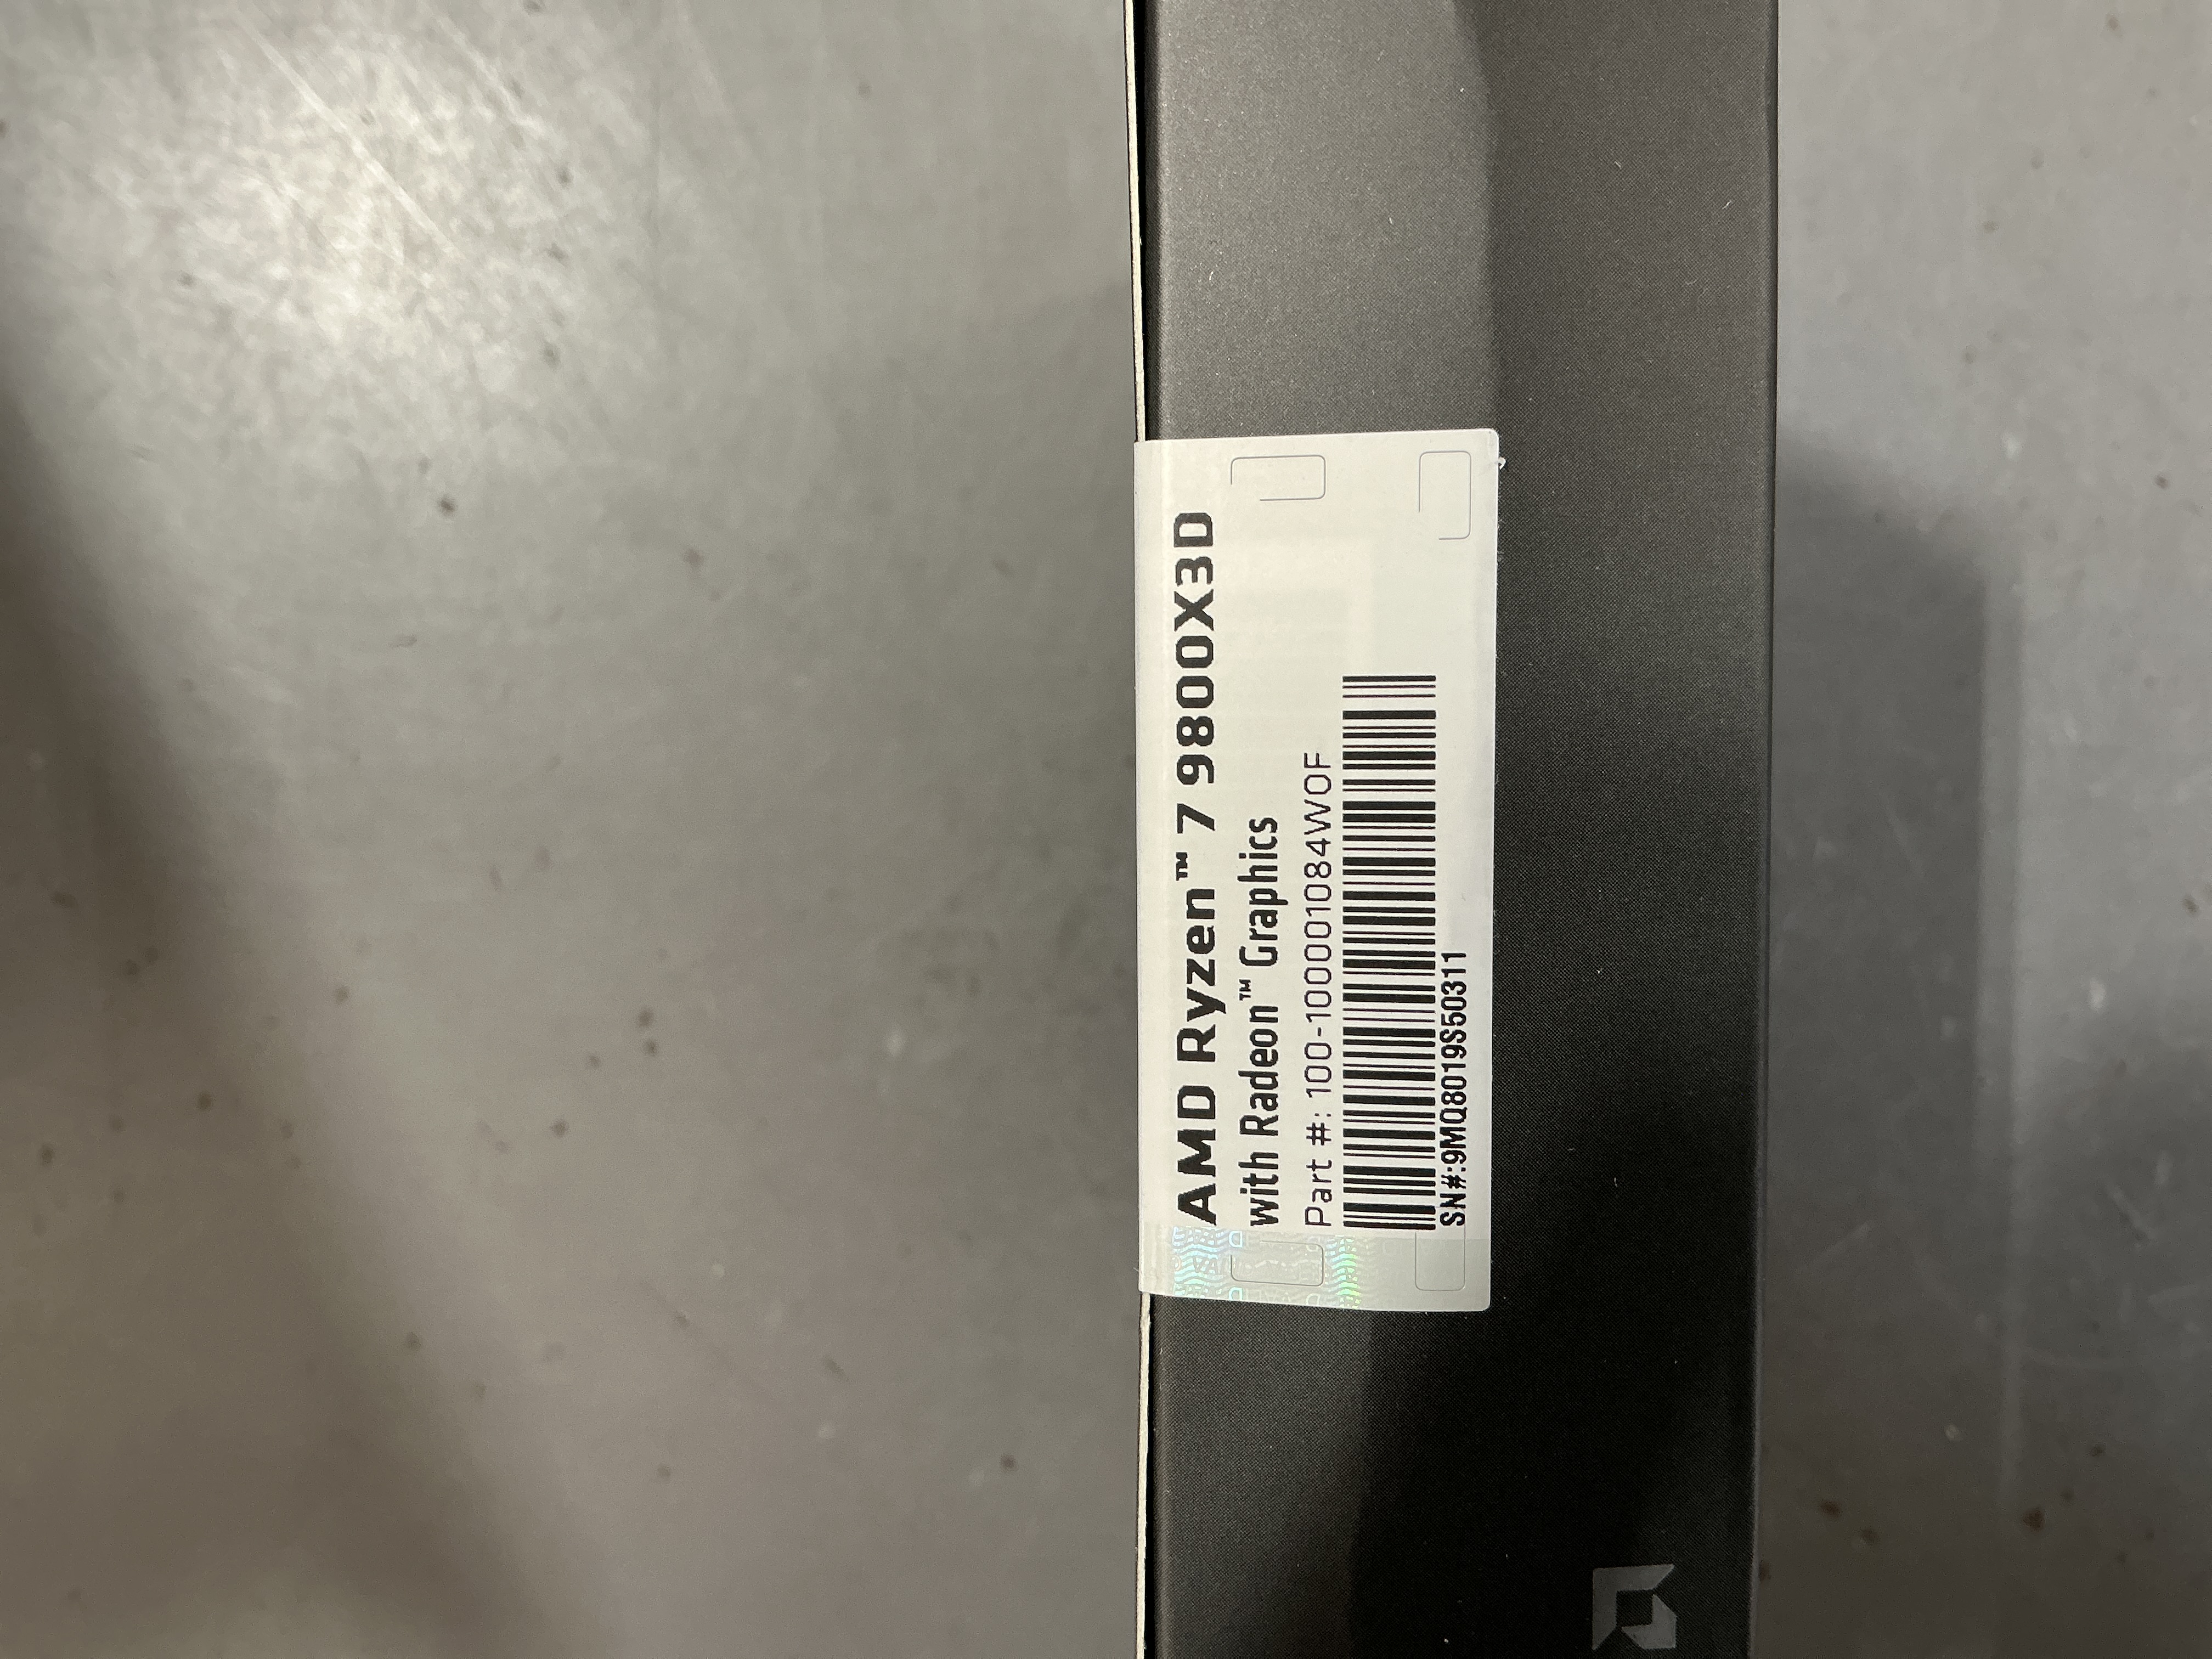 AMD Ryzen™ 7 9800X3D
with Radeon™ Graphics
Part #: 100-100001084WOF
SN#:9MQ8019S50311